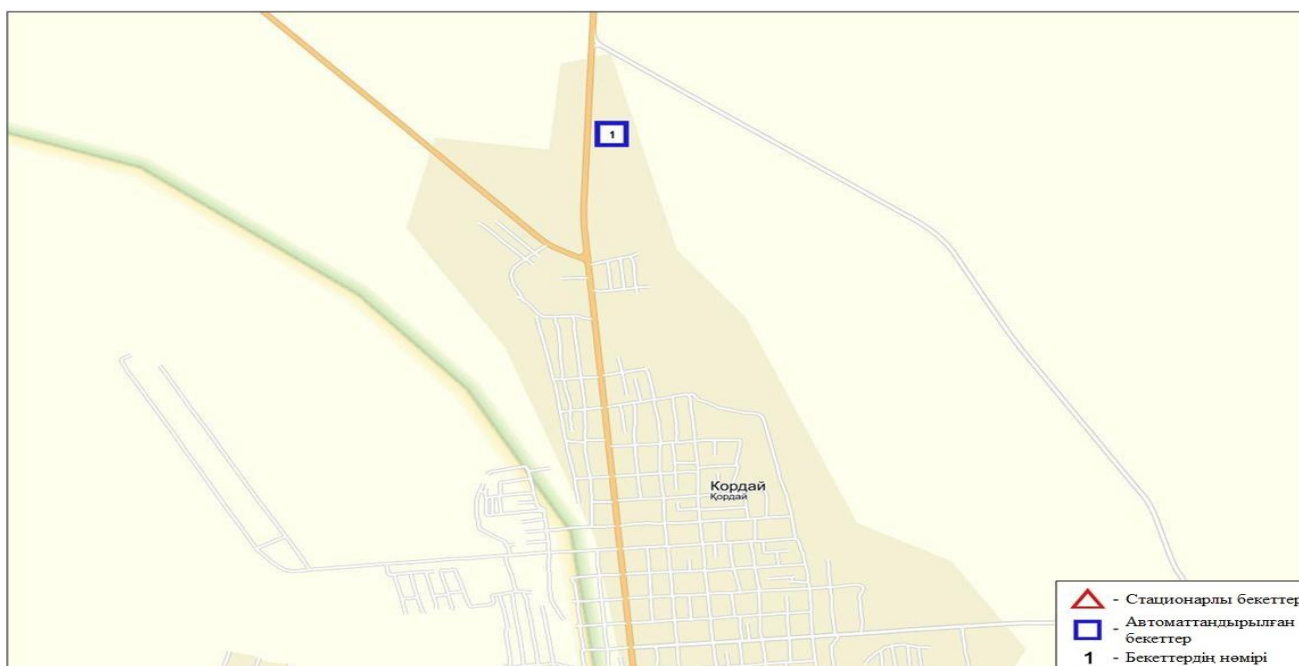 1
Кордай
Қордай
- Стационарлы бекеттер
- Автоматтандырылған
бекеттер
1 - Бекеттердің нөмірі